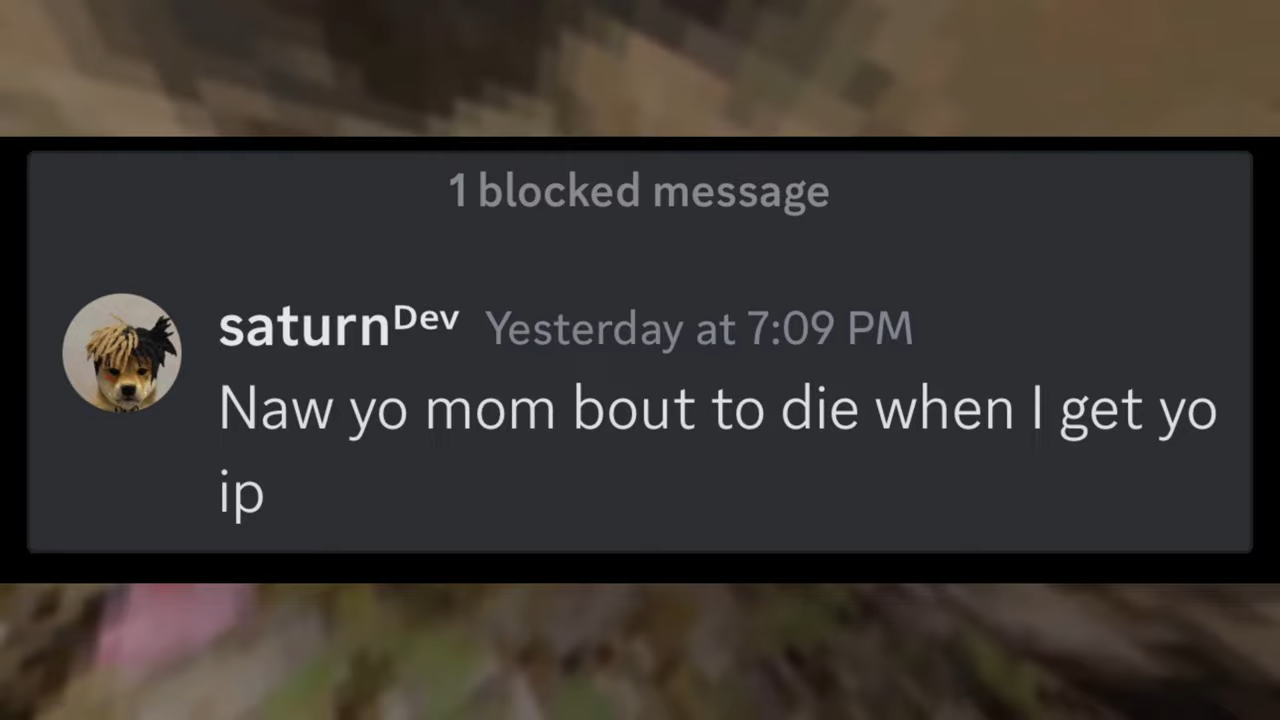 1 blocked message
saturnᴰᵉᵛ Yesterday at 7:09 PM
Naw yo mom bout to die when I get yo
ip